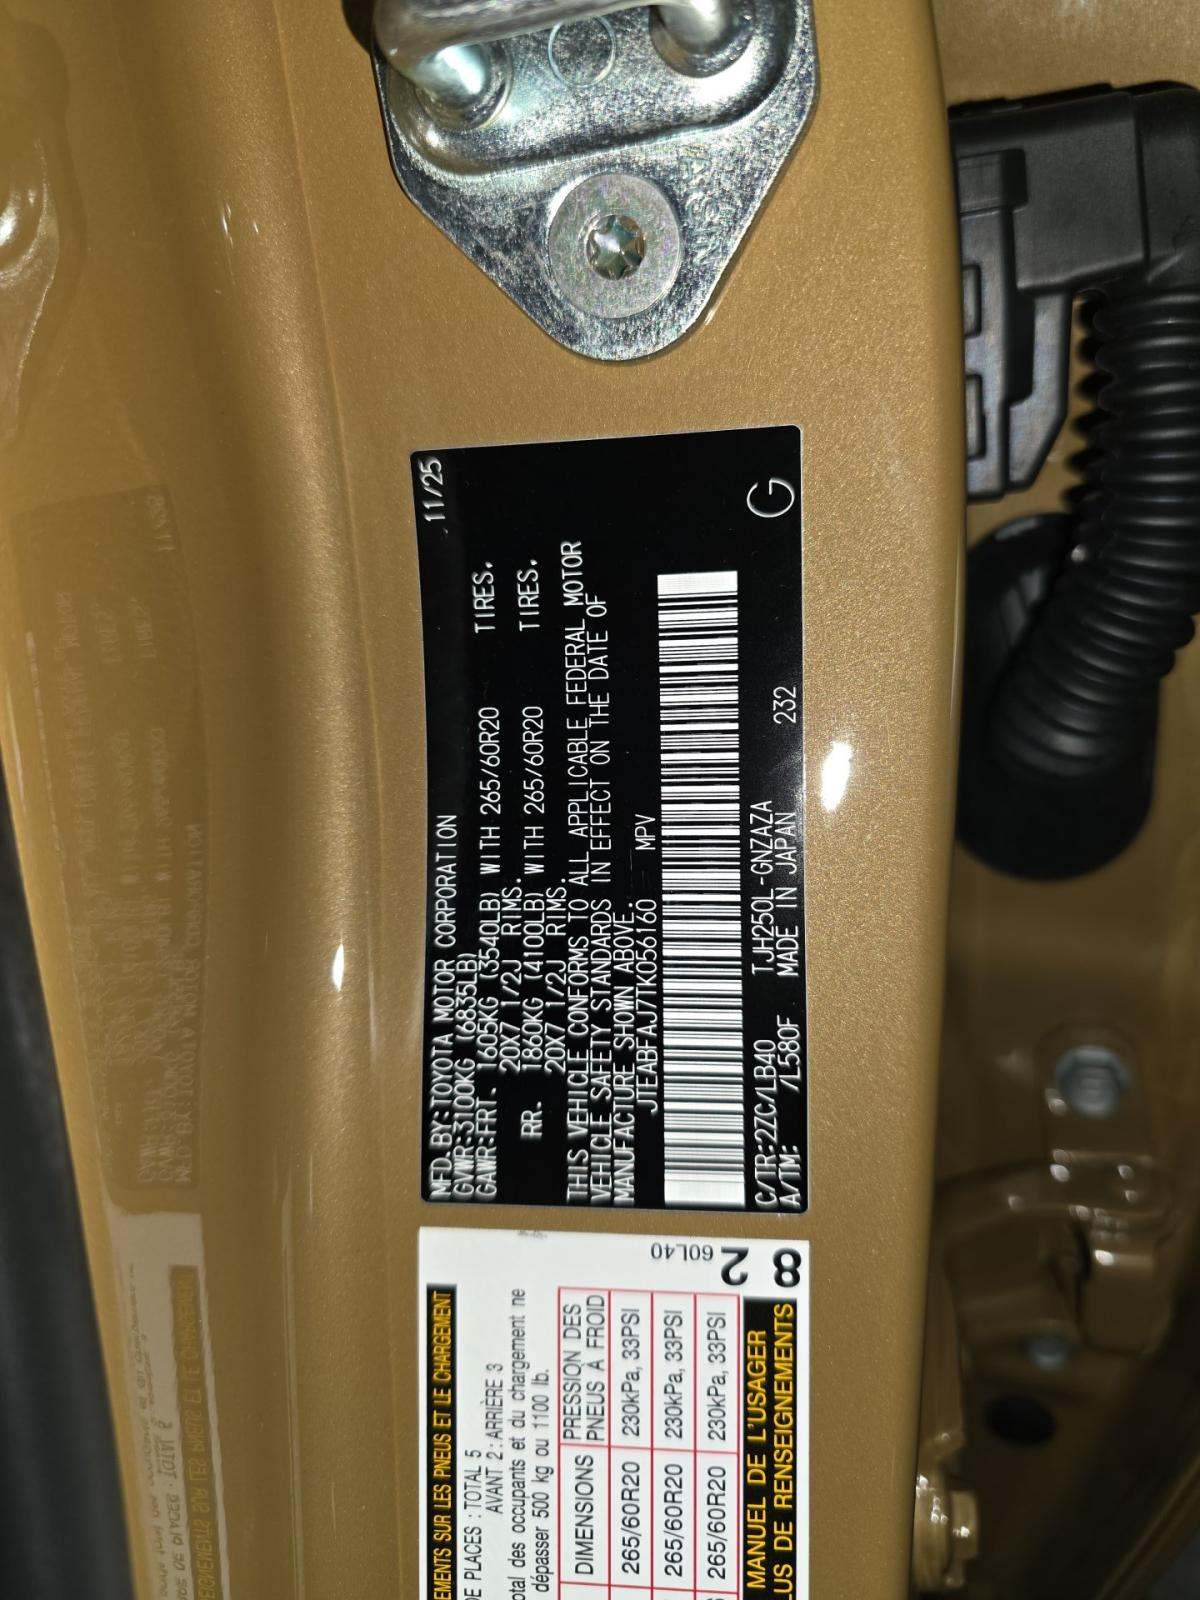 11/25
MFD. BY: TOYOTA MOTOR CORPORATION
GVWR: 3100KG (6835LB)
GAWR: FRT. 1605KG (3540LB) WITH 265/60R20 TIRES.
20X7 1/2J RIMS.
RR. 1860KG (4100LB) WITH 265/60R20 TIRES.
20X7 1/2J RIMS.
THIS VEHICLE CONFORMS TO ALL APPLICABLE FEDERAL MOTOR
VEHICLE SAFETY STANDARDS IN EFFECT ON THE DATE OF
MANUFACTURE SHOWN ABOVE.
JTEABFAJ7TK056160 MPV
C/TR: 2ZC/LB40 TJH250L-GNZAZA 232
A/TM: /L580F MADE IN JAPAN
G
EMENTS SUR LES PNEUS ET LE CHARGEMENT
DE PLACES : TOTAL 5
AVANT 2 : ARRIÈRE 3
otal des occupants et du chargement ne
dépasser 500 kg ou 1100 lb.
DIMENSIONS PRESSION DES PNEUS À FROID
265/60R20 230kPa, 33PSI
265/60R20 230kPa, 33PSI
265/60R20 230kPa, 33PSI
MANUEL DE L'USAGER
LUS DE RENSEIGNEMENTS
60L40
2
8